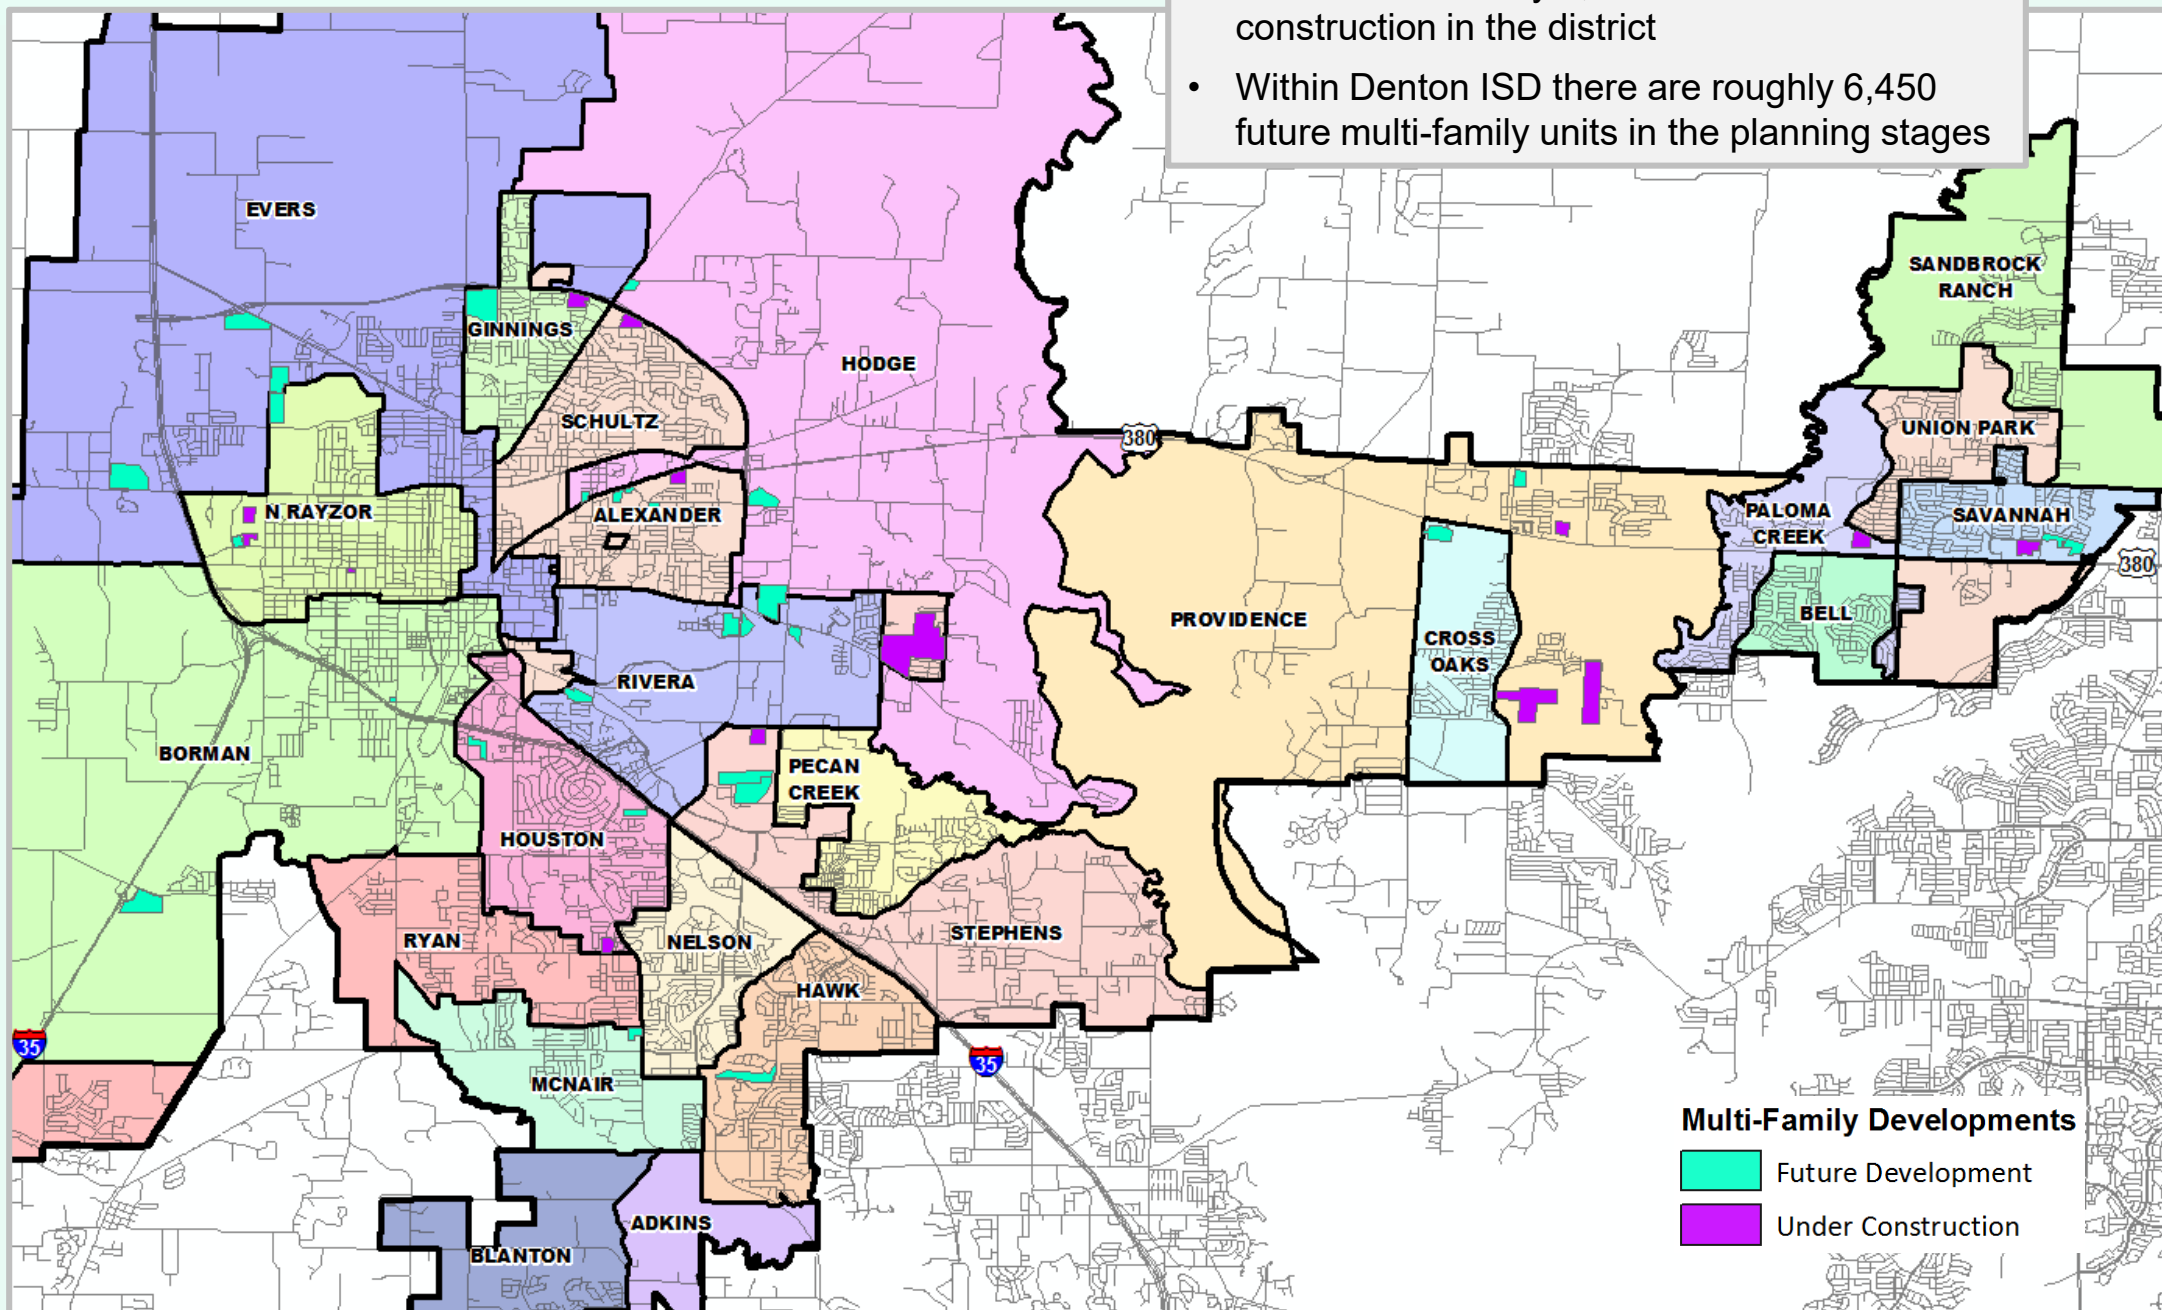 construction in the district
• Within Denton ISD there are roughly 6,450
future multi-family units in the planning stages
EVERS
SANDBROCK
RANCH
GINNINGS
HODGE
SCHULTZ
UNION PARK
380
N RAYZOR
ALEXANDER
PALOMA
CREEK
SAVANNAH
380
PROVIDENCE
BELL
CROSS
OAKS
RIVERA
BORMAN
PECAN
CREEK
HOUSTON
RYAN
NELSON
STEPHENS
HAWK
35
35
MCNAIR
Multi-Family Developments
Future Development
Under Construction
ADKINS
BLANTON